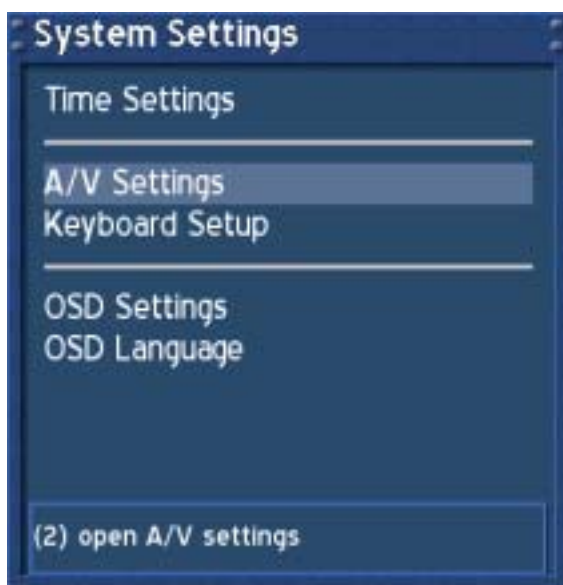 System Settings
Time Settings
A/V Settings
Keyboard Setup
OSD Settings
OSD Language
(2) open A/V settings